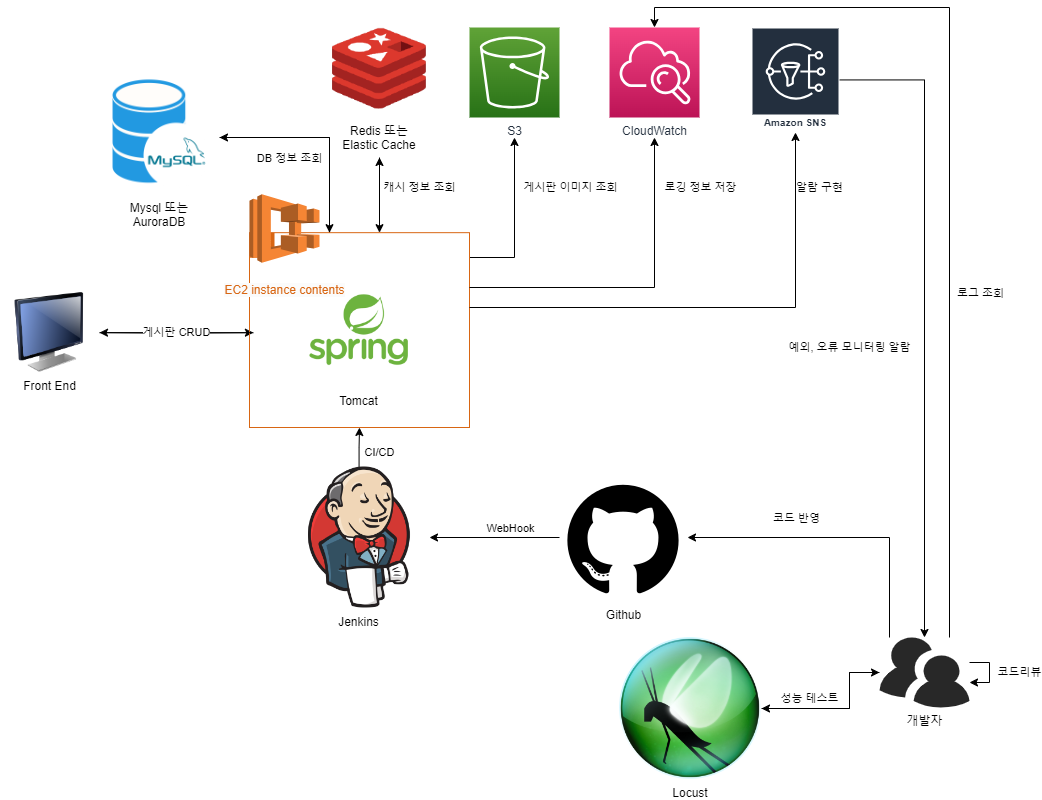 Redis 또는
Elastic Cache
S3
CloudWatch
Amazon SNS
MySQL
Mysql 또는
AuroraDB
DB 정보 조회
캐시 정보 조회
게시판 이미지 조회
로깅 정보 저장
알람 구현
EC2 instance contents
로그 조회
spring
게시판 CRUD
예외, 오류 모니터링 알람
Front End
Tomcat
CI/CD
WebHook
코드 반영
Github
Jenkins
코드리뷰
성능 테스트
개발자
Locust